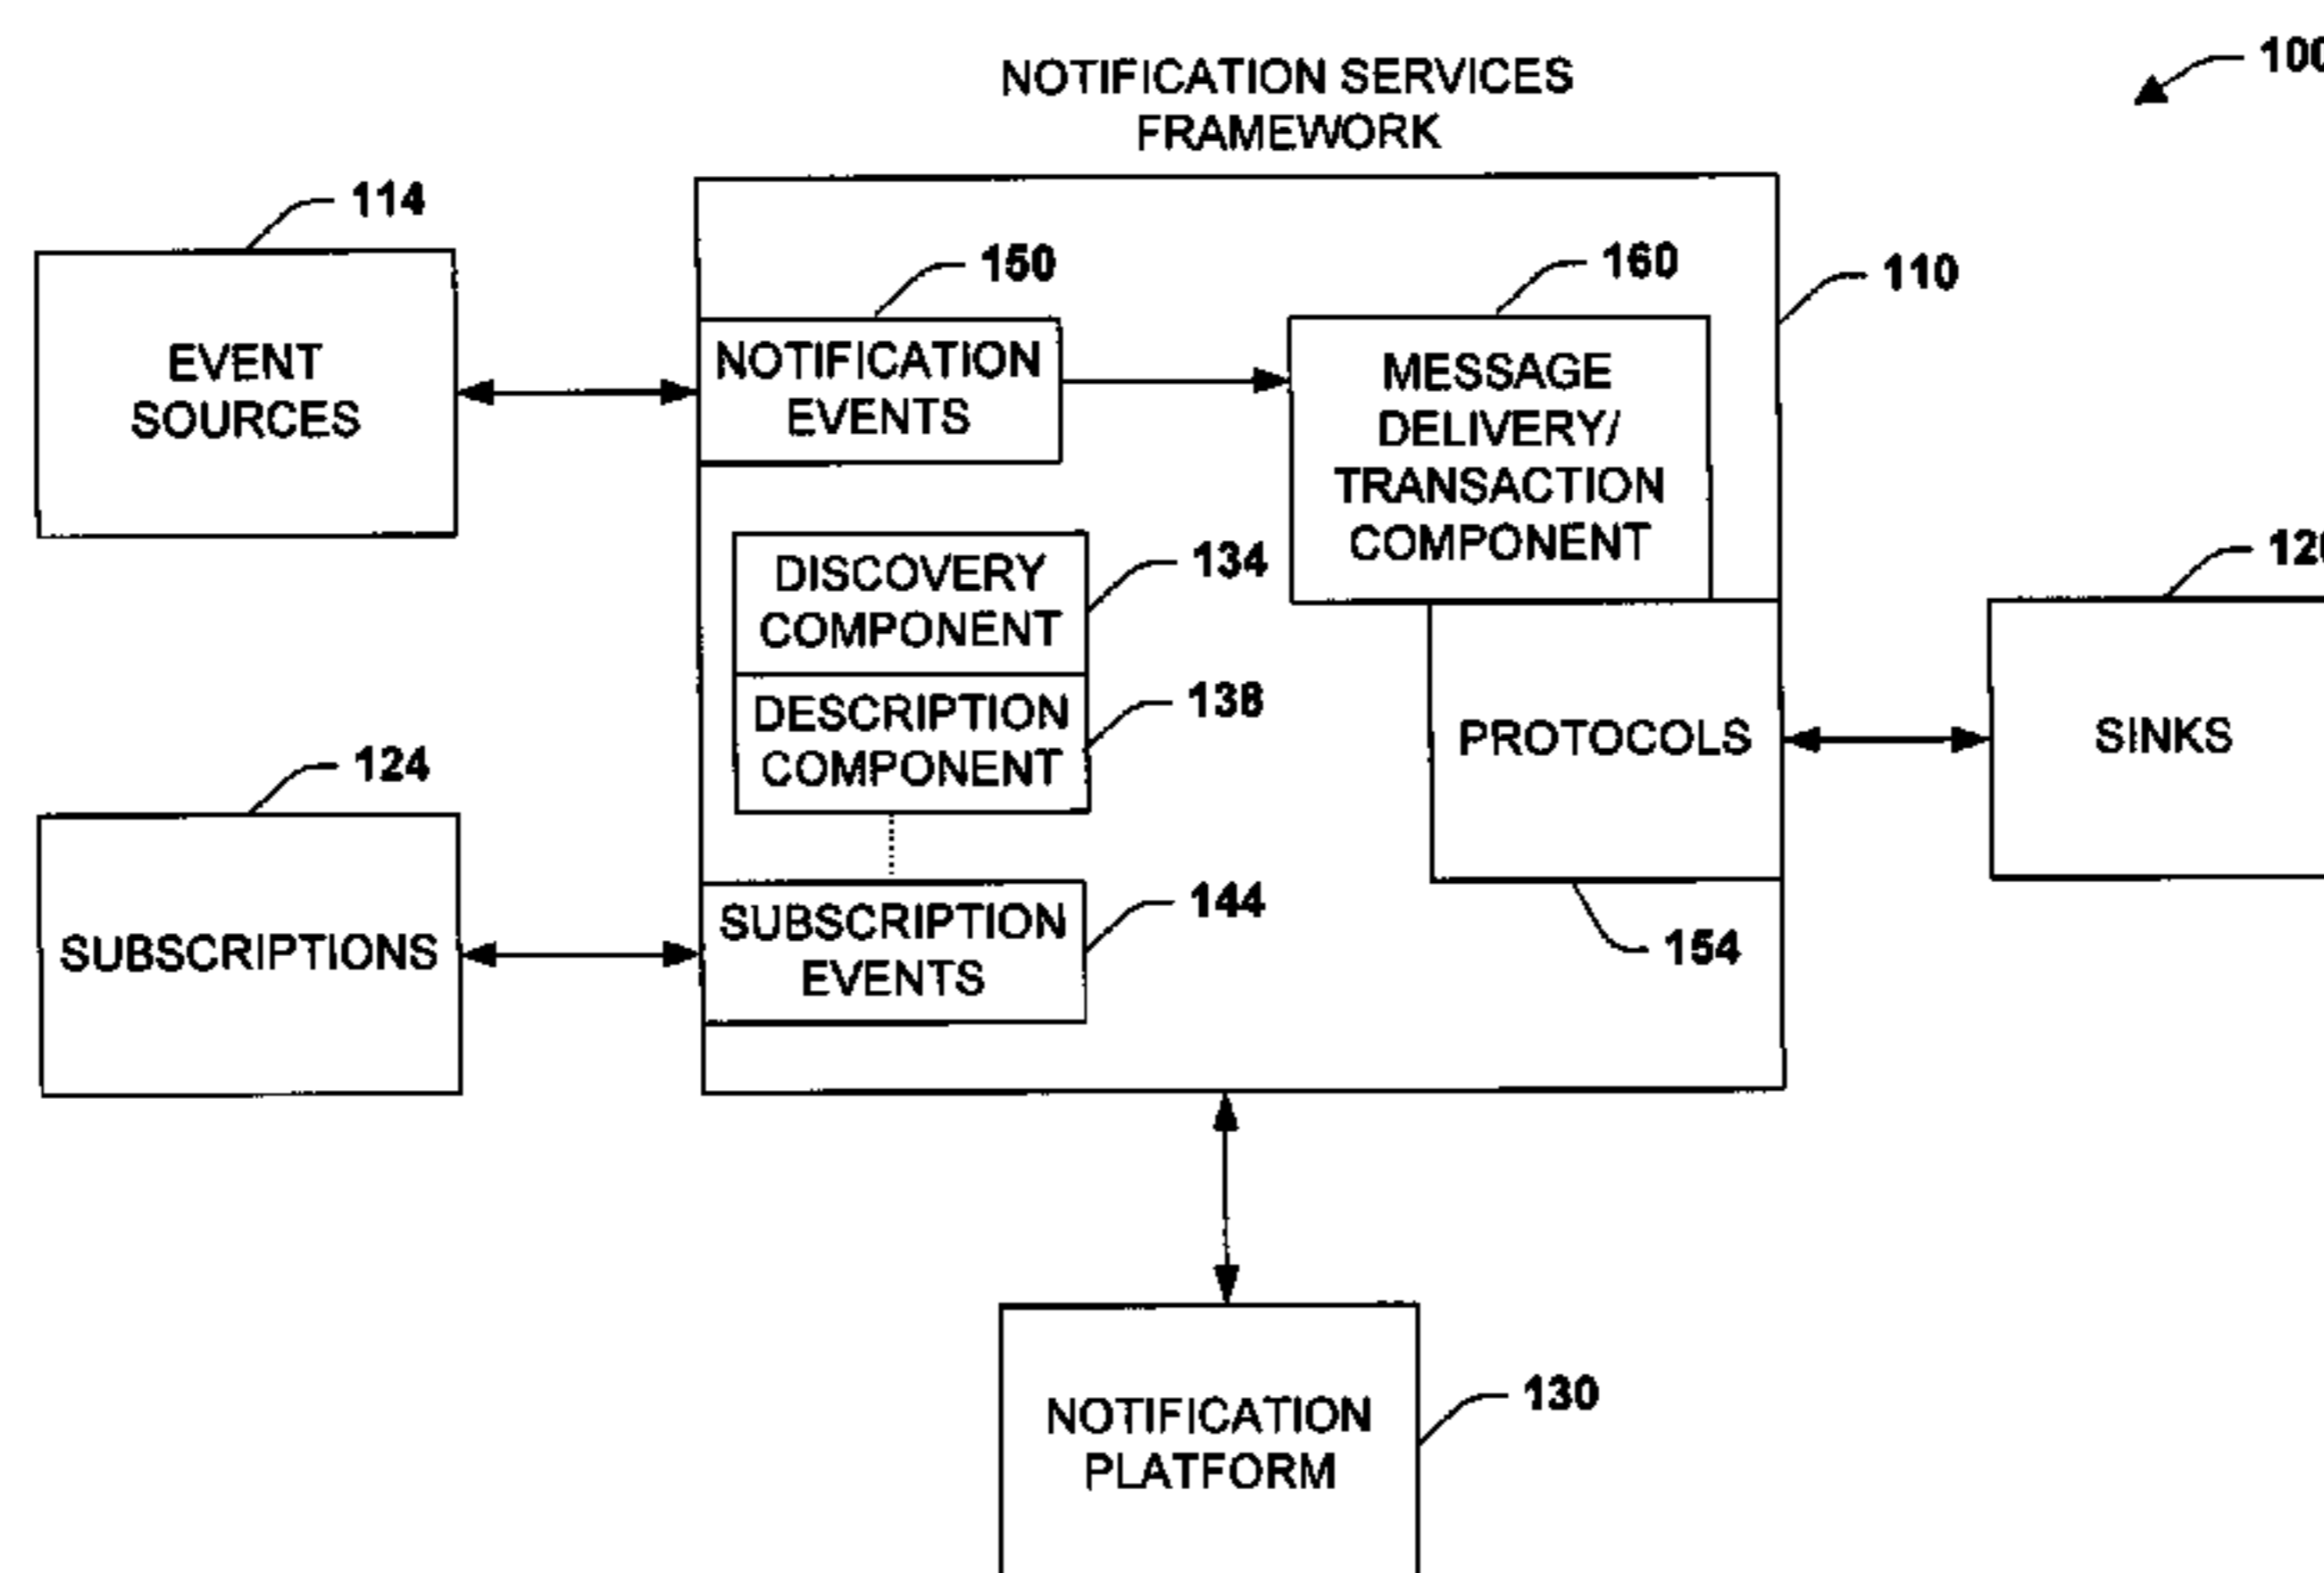 NOTIFICATION SERVICES
FRAMEWORK
100
114
EVENT
SOURCES
150
NOTIFICATION
EVENTS
160
MESSAGE
DELIVERY/
TRANSACTION
COMPONENT
110
DISCOVERY
COMPONENT
134
DESCRIPTION
COMPONENT
138
PROTOCOLS
154
SINKS
124
SUBSCRIPTIONS
SUBSCRIPTION
EVENTS
144
NOTIFICATION
PLATFORM
130